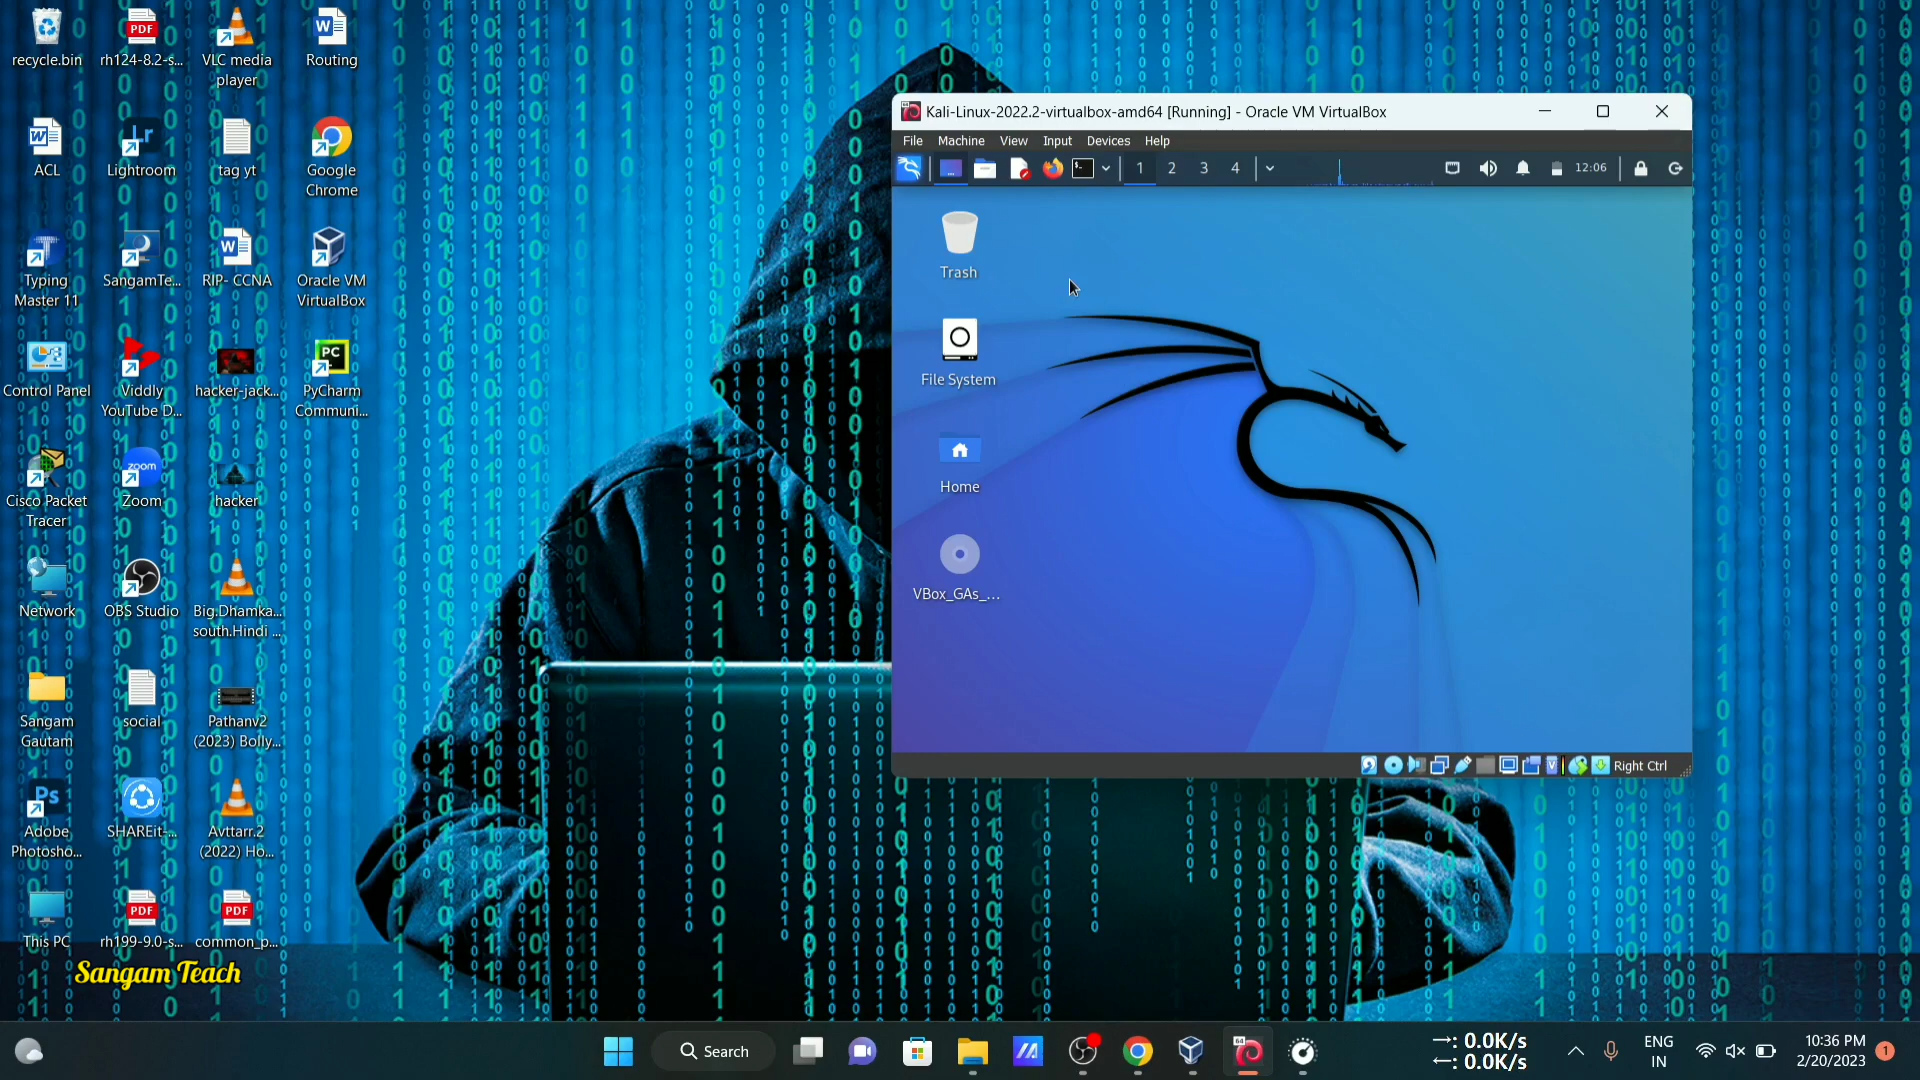 recycle.bin
rh124-8.2-s...
VLC media
player
Routing
ACL
Lightroom
tag yt
Google
Chrome
Typing
Master 11
SangamTe...
RIP- CCNA
Oracle VM
VirtualBox
Control Panel
Viddly
YouTube D...
hacker-jack...
PyCharm
Communi...
Cisco Packet
Tracer
Zoom
hacker
Network
OBS Studio
Big.Dhamka...
south.Hindi ...
Sangam
Gautam
social
Pathanv2
(2023) Bolly...
Adobe
Photosho...
SHAREit-...
Avttarr.2
(2022) Ho...
This PC
rh199-9.0-s...
common_p...
Sangam Teach
Kali-Linux-2022.2-virtualbox-amd64 [Running] - Oracle VM VirtualBox
File Machine View Input Devices Help
1 2 3 4 12:06
Trash
File System
Home
VBox_GAs_...
Right Ctrl
Search
→: 0.0K/s
←: 0.0K/s
ENG
IN
10:36 PM
2/20/2023
1